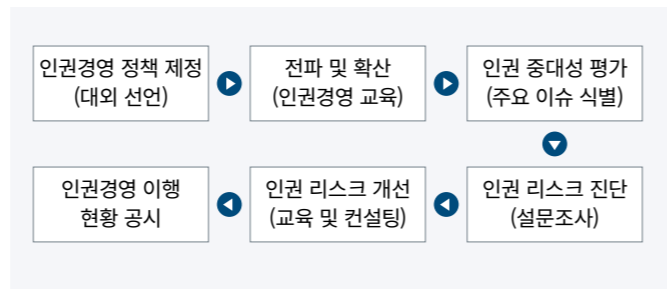 인권경영 정책 제정
(대외 선언)
전파 및 확산
(인권경영 교육)
인권 중대성 평가
(주요 이슈 식별)
인권 리스크 진단
(설문조사)
인권 리스크 개선
(교육 및 컨설팅)
인권경영 이행
현황 공시